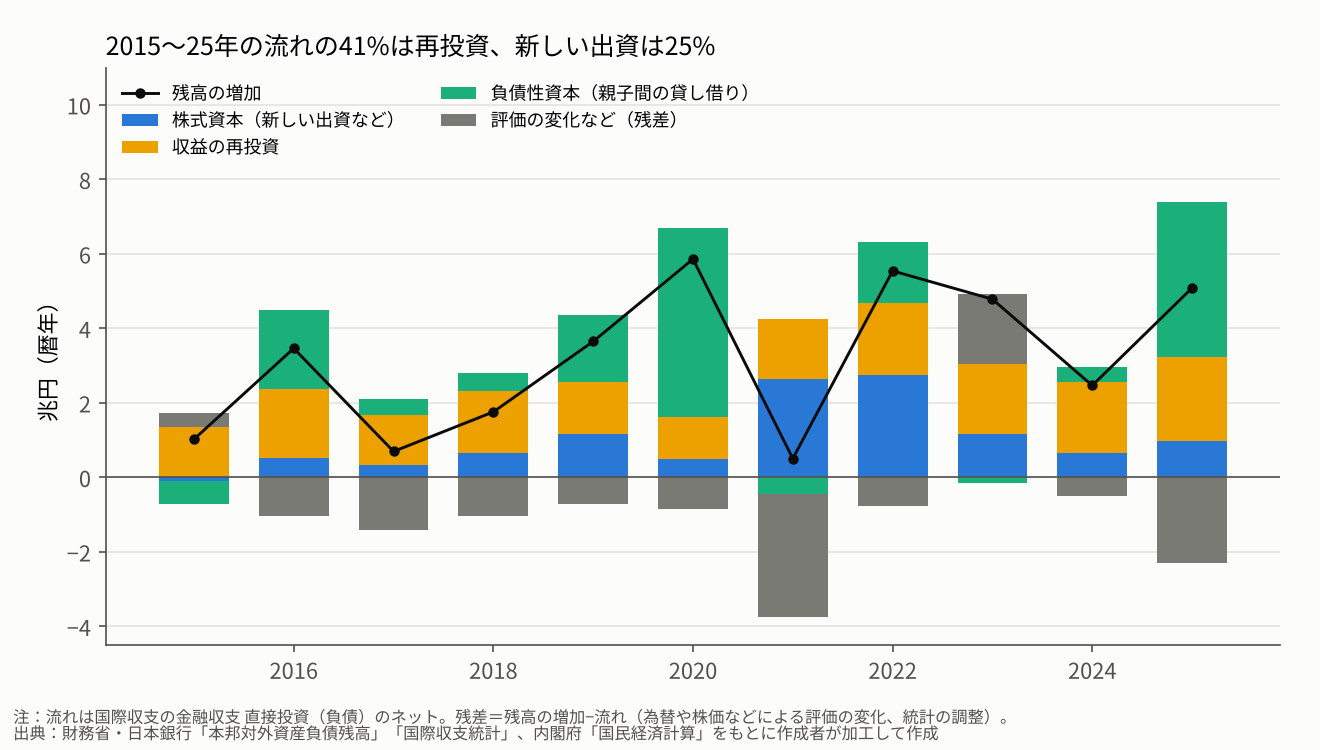 2015～25年の流れの41%は再投資、新しい出資は25%
残高の増加
株式資本（新しい出資など）
収益の再投資
負債性資本（親子間の貸し借り）
評価の変化など（残差）
兆円（暦年）
10
8
6
4
2
0
−2
−4
2016
2018
2020
2022
2024
注：流れは国際収支の金融収支 直接投資（負債）のネット。残差＝残高の増加−流れ（為替や株価などによる評価の変化、統計の調整）。
出典：財務省・日本銀行「本邦対外資産負債残高」「国際収支統計」、内閣府「国民経済計算」をもとに作成者が加工して作成